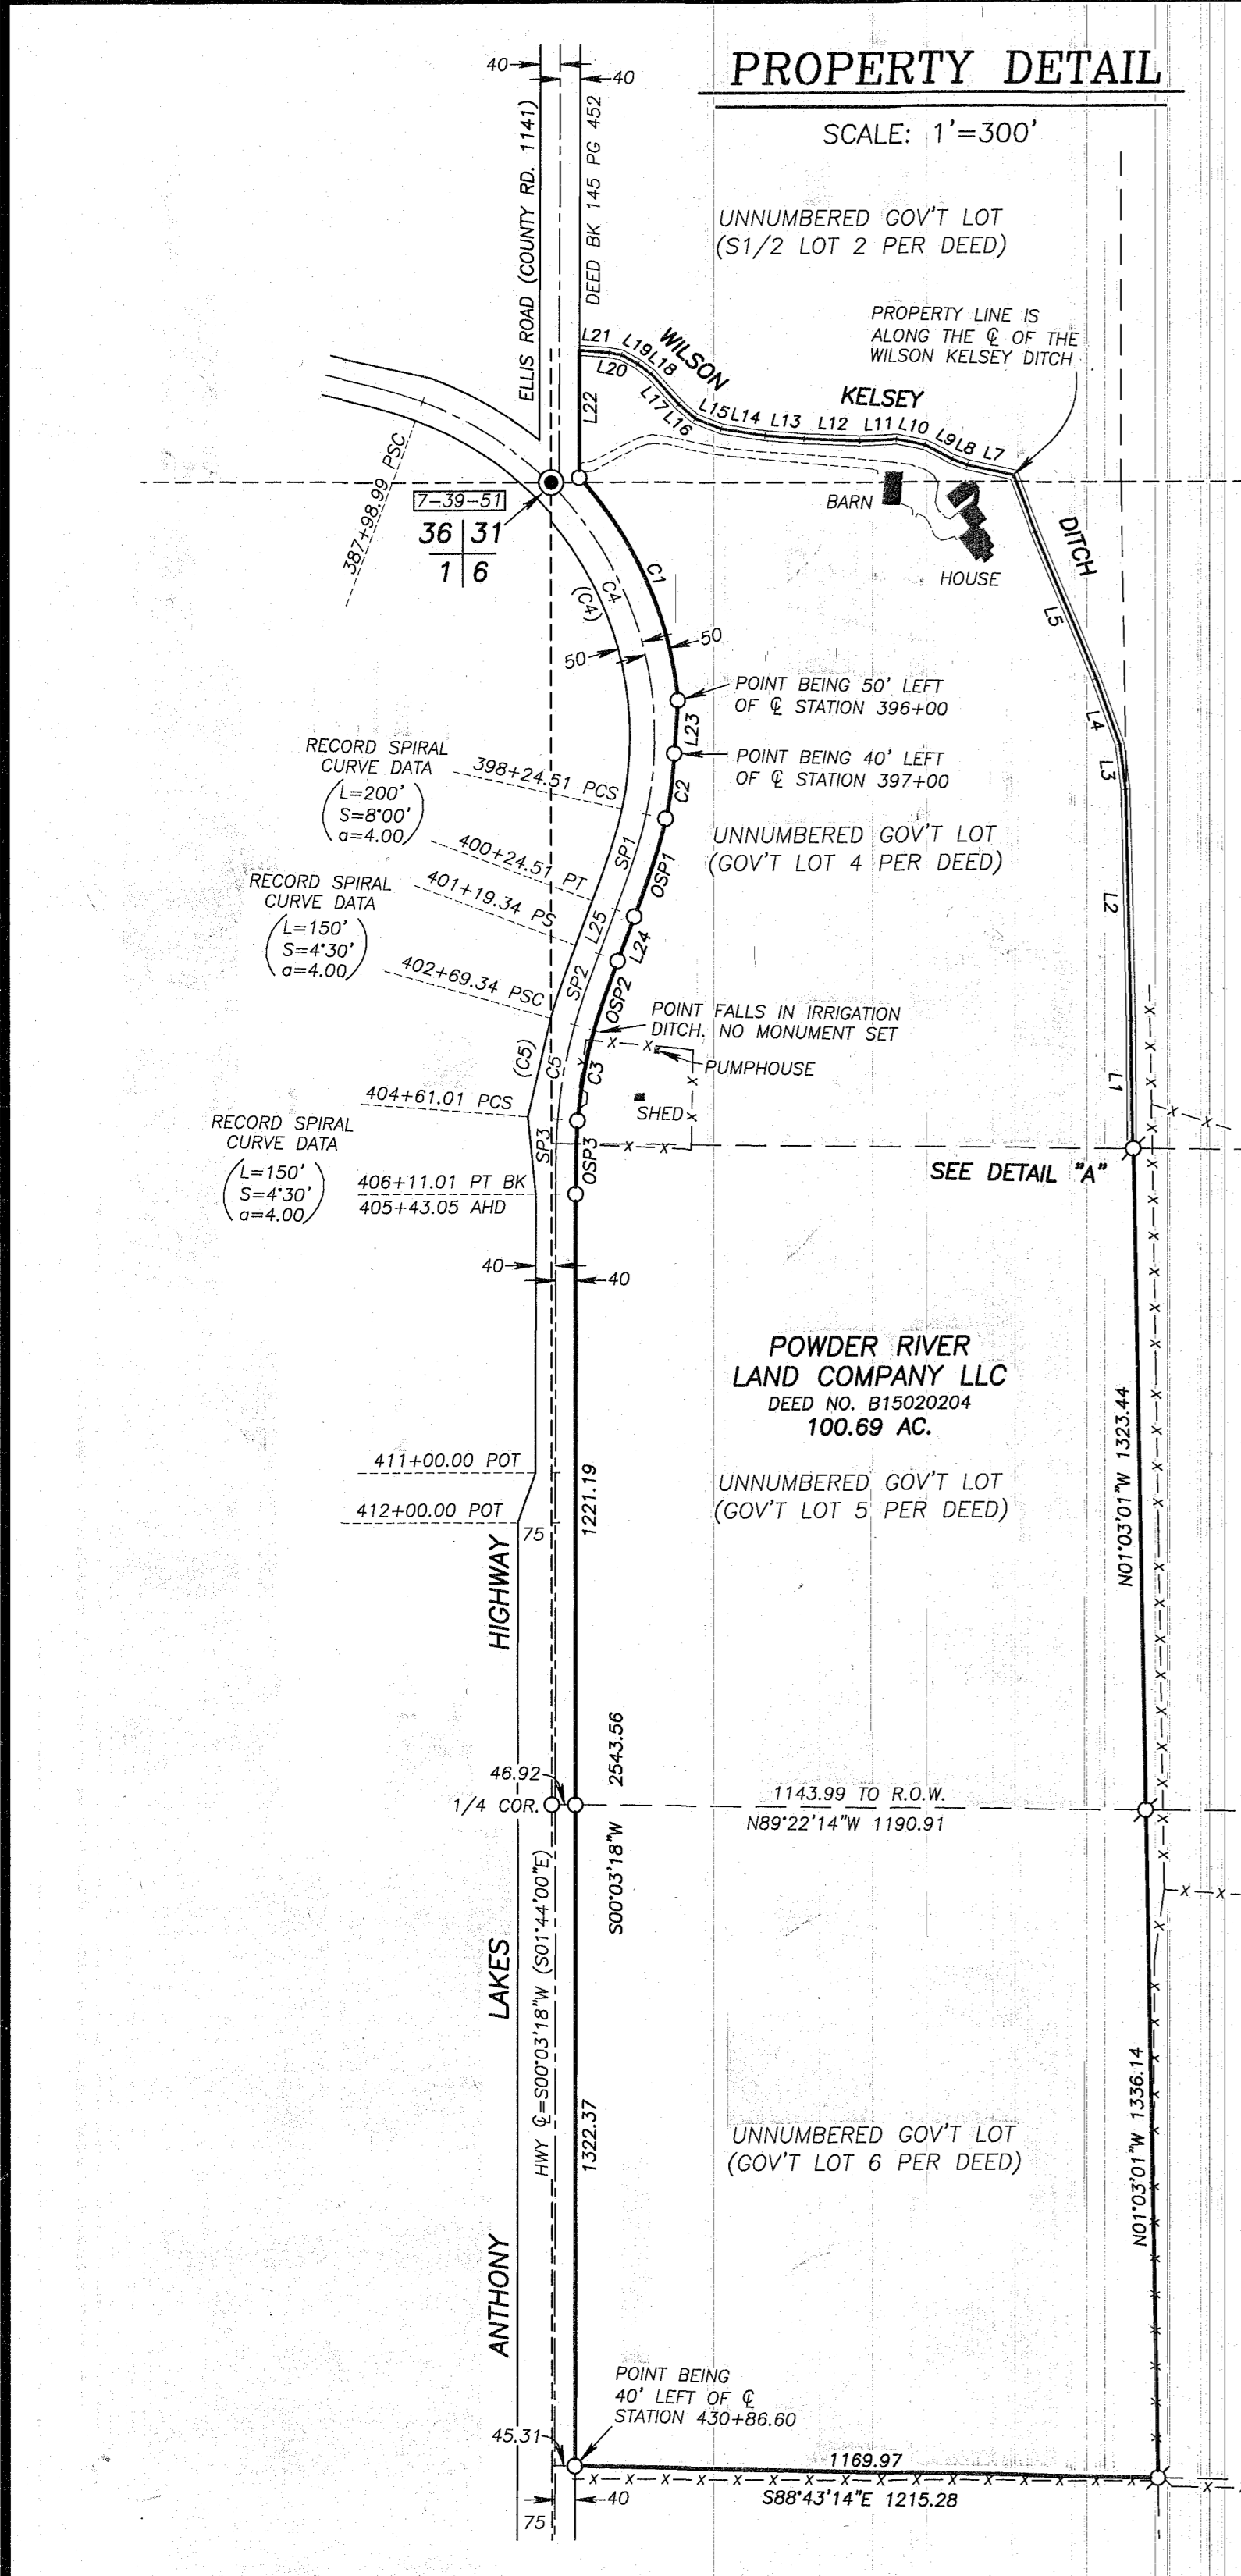 PROPERTY DETAIL
SCALE: 1'=300'
40
40
ELLIS ROAD (COUNTY RD. 1141)
DEED BK 145 PG 452
UNNUMBERED GOV'T LOT
(S1/2 LOT 2 PER DEED)
PROPERTY LINE IS
ALONG THE ℄ OF THE
WILSON KELSEY DITCH
WILSON
KELSEY
DITCH
L21
L20
L19
L18
L17
L16
L15
L14
L13
L12
L11
L10
L9
L8
L7
L22
L5
L4
L3
L2
L1
BARN
HOUSE
387+98.99 PSC
7-39-51
36 31
1 6
C1
C4
(C4)
50
50
POINT BEING 50' LEFT
OF ℄ STATION 396+00
L23
POINT BEING 40' LEFT
OF ℄ STATION 397+00
C2
RECORD SPIRAL
CURVE DATA
L=200'
S=8°00'
a=4.00
398+24.51 PCS
UNNUMBERED GOV'T LOT
(GOV'T LOT 4 PER DEED)
SP1
OSP1
400+24.51 PT
401+19.34 PS
RECORD SPIRAL
CURVE DATA
L=150'
S=4°30'
a=4.00
L25
L24
402+69.34 PSC
SP2
OSP2
POINT FALLS IN IRRIGATION
DITCH. NO MONUMENT SET
PUMPHOUSE
(C5)
C5
C3
SHED
404+61.01 PCS
RECORD SPIRAL
CURVE DATA
L=150'
S=4°30'
a=4.00
SP3
OSP3
406+11.01 PT BK
405+43.05 AHD
SEE DETAIL "A"
40
40
POWDER RIVER
LAND COMPANY LLC
DEED NO. B15020204
100.69 AC.
N01°03'01"W 1323.44
411+00.00 POT
412+00.00 POT
75
1221.19
UNNUMBERED GOV'T LOT
(GOV'T LOT 5 PER DEED)
HIGHWAY
46.92
1/4 COR.
S00°03'18"W 2543.56
1143.99 TO R.O.W.
N89°22'14"W 1190.91
LAKES
HWY ℄=S00°03'18"W (S01°44'00"E)
1322.37
UNNUMBERED GOV'T LOT
(GOV'T LOT 6 PER DEED)
N01°03'01"W 1336.14
ANTHONY
POINT BEING
40' LEFT OF ℄
STATION 430+86.60
45.31
1169.97
S88°43'14"E 1215.28
40
75